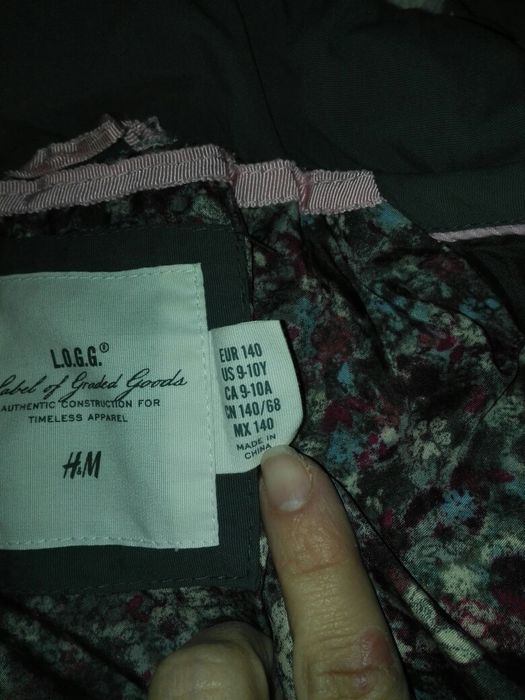 L.O.G.G.®
Label of Graded Goods
AUTHENTIC CONSTRUCTION FOR
TIMELESS APPAREL
H&M
EUR 140
US 9-10Y
CA 9-10A
CN 140/68
MX 140
MADE IN
CHINA